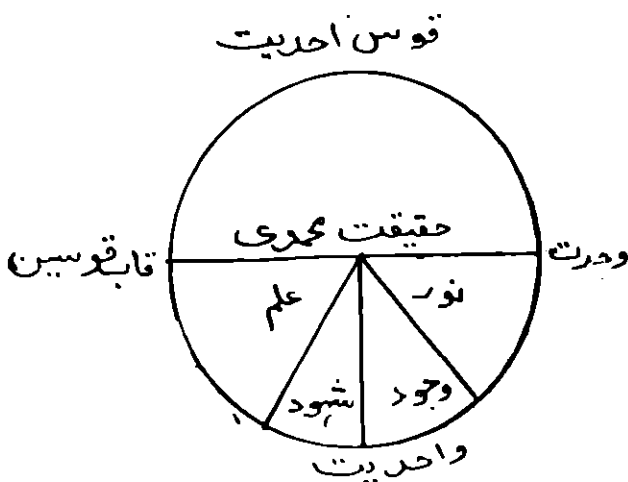 قوس احدیت
حقیقت محمدی
وحدت
قاب قوسین
نور
علم
وجود
شہود
واحدیت